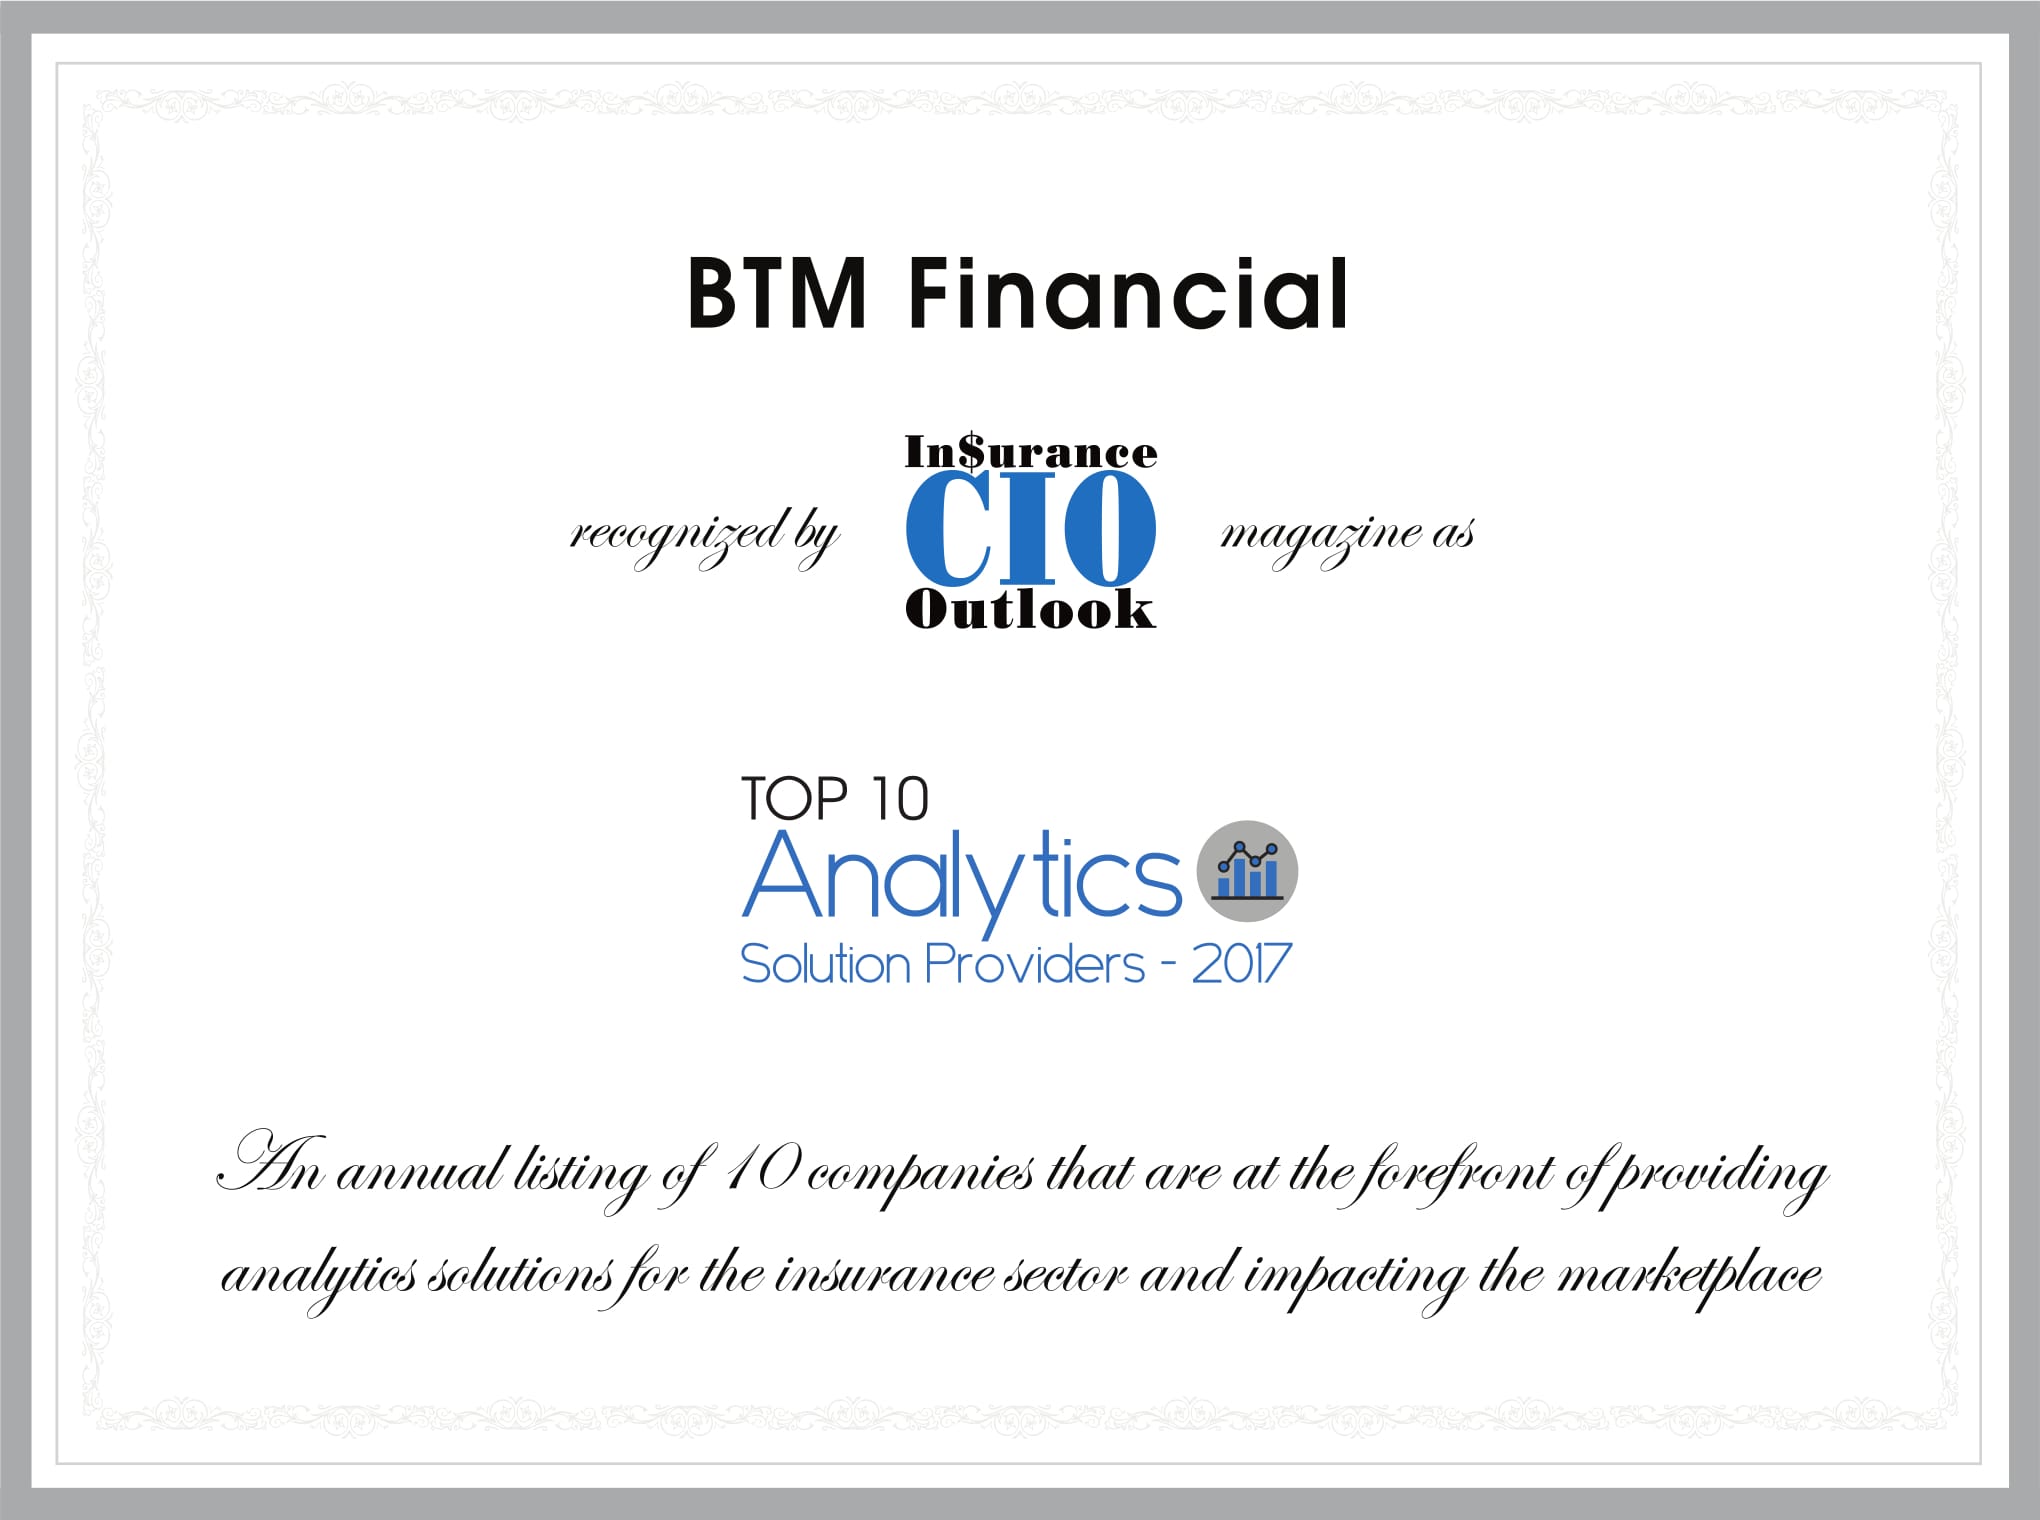 BTM Financial
In$urance
recognized by CIO magazine as
Outlook
TOP 10
Analytics
Solution Providers - 2017
An annual listing of 10 companies that are at the forefront of providing
analytics solutions for the insurance sector and impacting the marketplace